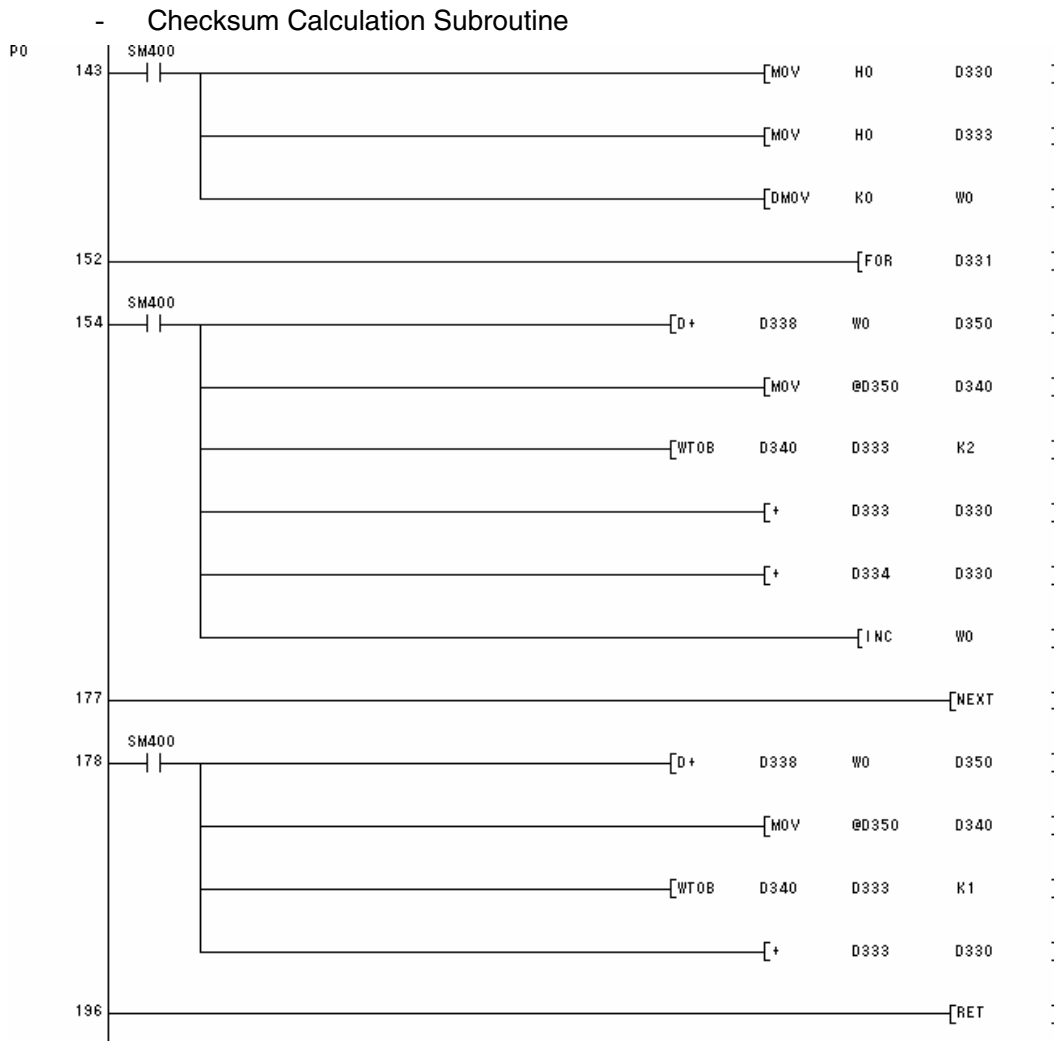 - Checksum Calculation Subroutine
P0 SM400
143 [MOV H0 D330 ]
[MOV H0 D333 ]
[DMOV K0 W0 ]
152 [FOR D331 ]
SM400
154 [D+ D338 W0 D350 ]
[MOV @D350 D340 ]
[WTOB D340 D333 K2 ]
[+ D333 D330 ]
[+ D334 D330 ]
[INC W0 ]
177 [NEXT ]
SM400
178 [D+ D338 W0 D350 ]
[MOV @D350 D340 ]
[WTOB D340 D333 K1 ]
[+ D333 D330 ]
196 [RET ]